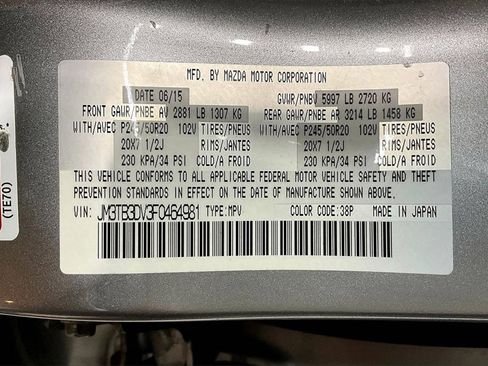 MFD. BY MAZDA MOTOR CORPORATION
DATE 06/15 GVWR/PNBV 5997 LB 2720 KG
FRONT GAWR/PNBE AV 2881 LB 1307 KG REAR GAWR/PNBE AR 3214 LB 1458 KG
WITH/AVEC P245/50R20 102V TIRES/PNEUS WITH/AVEC P245/50R20 102V TIRES/PNEUS
20X7 1/2J RIMS/JANTES 20X7 1/2J RIMS/JANTES
230 KPA/34 PSI COLD/A FROID 230 KPA/34 PSI COLD/A FROID
THIS VEHICLE CONFORMS TO ALL APPLICABLE FEDERAL MOTOR VEHICLE SAFETY AND THEFT
PREVENTION STANDARDS IN EFFECT ON THE DATE OF MANUFACTURE SHOWN ABOVE.
VIN: JM3TB3DV3F0464981 TYPE:MPV COLOR CODE:38P MADE IN JAPAN
(TE70)